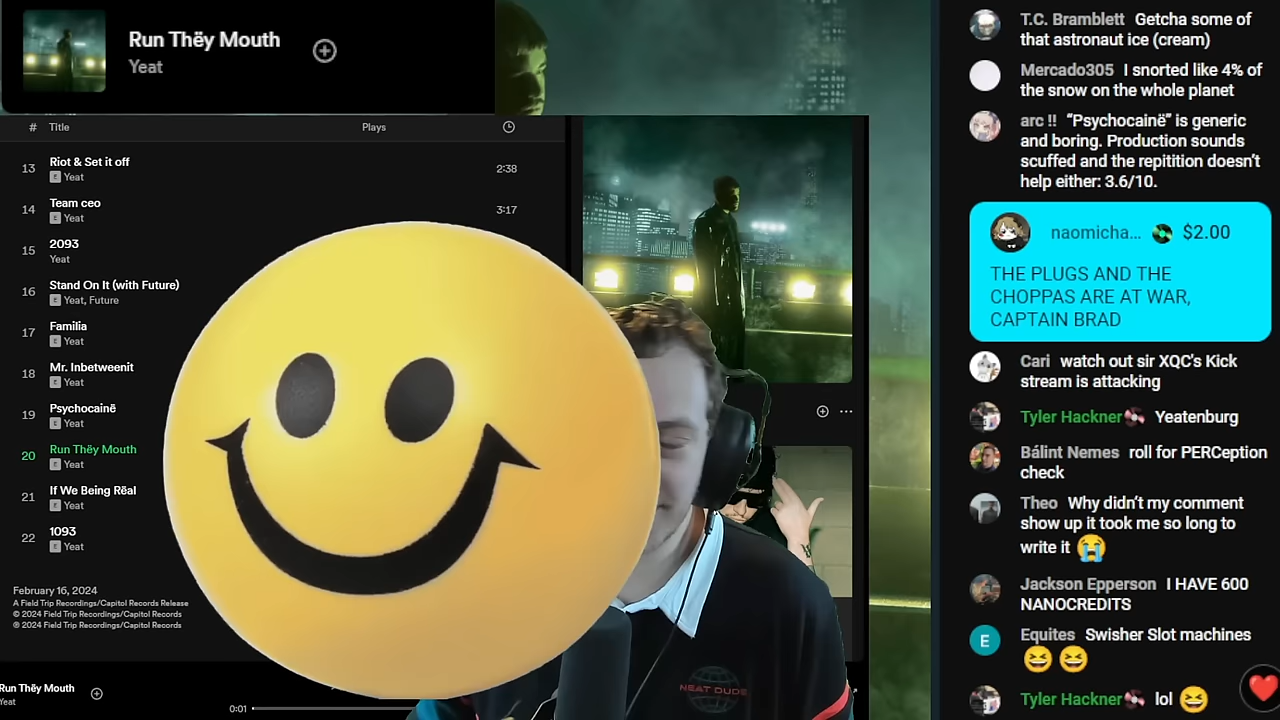 Run Thëy Mouth
Yeat
# Title Plays
13 Riot & Set it off 2:38
E Yeat
14 Team ceo 3:17
E Yeat
15 2093
Yeat
16 Stand On It (with Future)
E Yeat, Future
17 Familia
E Yeat
18 Mr. Inbetweenit
E Yeat
19 Psychocainë
E Yeat
20 Run Thëy Mouth
E Yeat
21 If We Being Rëal
E Yeat
22 1093
E Yeat
February 16, 2024
A Field Trip Recordings/Capitol Records Release
© 2024 Field Trip Recordings/Capitol Records
℗ 2024 Field Trip Recordings/Capitol Records
Run Thëy Mouth
Yeat
0:01
NEAT DUDE
T.C. Bramblett Getcha some of
that astronaut ice (cream)
Mercado305 I snorted like 4% of
the snow on the whole planet
arc !! “Psychocainë” is generic
and boring. Production sounds
scuffed and the repitition doesn’t
help either: 3.6/10.
naomicha... $2.00
THE PLUGS AND THE
CHOPPAS ARE AT WAR,
CAPTAIN BRAD
Cari watch out sir XQC's Kick
stream is attacking
Tyler Hackner Yeatenburg
Bálint Nemes roll for PERCeption
check
Theo Why didn’t my comment
show up it took me so long to
write it 😭
Jackson Epperson I HAVE 600
NANOCREDITS
E Equites Swisher Slot machines
😆 😆
Tyler Hackner lol 😆